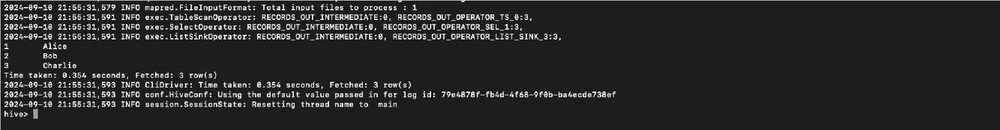 2024-09-10 21:55:31,579 INFO mapred.FileInputFormat: Total input files to process : 1
2024-09-10 21:55:31,591 INFO exec.TableScanOperator: RECORDS_OUT_INTERMEDIATE:0, RECORDS_OUT_OPERATOR_TS_0:3,
2024-09-10 21:55:31,591 INFO exec.SelectOperator: RECORDS_OUT_INTERMEDIATE:0, RECORDS_OUT_OPERATOR_SEL_1:3,
2024-09-10 21:55:31,591 INFO exec.ListSinkOperator: RECORDS_OUT_INTERMEDIATE:0, RECORDS_OUT_OPERATOR_LIST_SINK_3:3,
1 Alice
2 Bob
3 Charlie
Time taken: 0.354 seconds, Fetched: 3 row(s)
2024-09-10 21:55:31,593 INFO CliDriver: Time taken: 0.354 seconds, Fetched: 3 row(s)
2024-09-10 21:55:31,593 INFO conf.HiveConf: Using the default value passed in for log id: 79e4878f-fb4d-4f68-9f0b-ba4ecde738ef
2024-09-10 21:55:31,593 INFO session.SessionState: Resetting thread name to  main
hive>